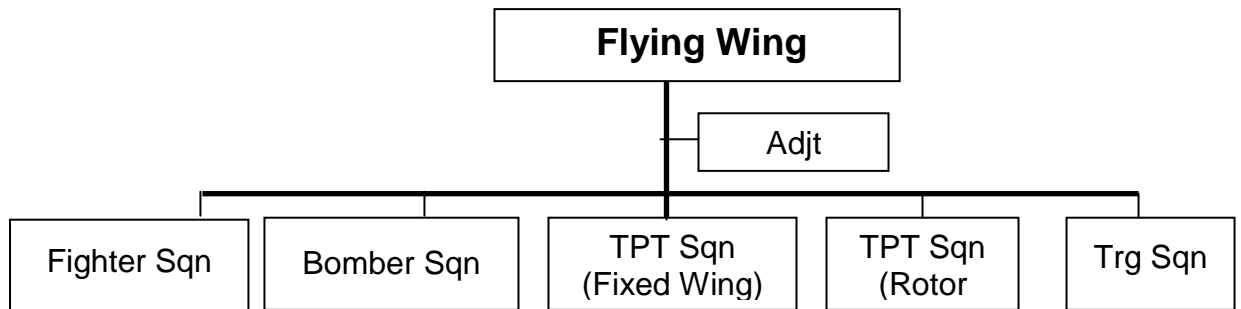 Flying Wing
Adjt
Fighter Sqn
Bomber Sqn
TPT Sqn
(Fixed Wing)
TPT Sqn
(Rotor
Trg Sqn